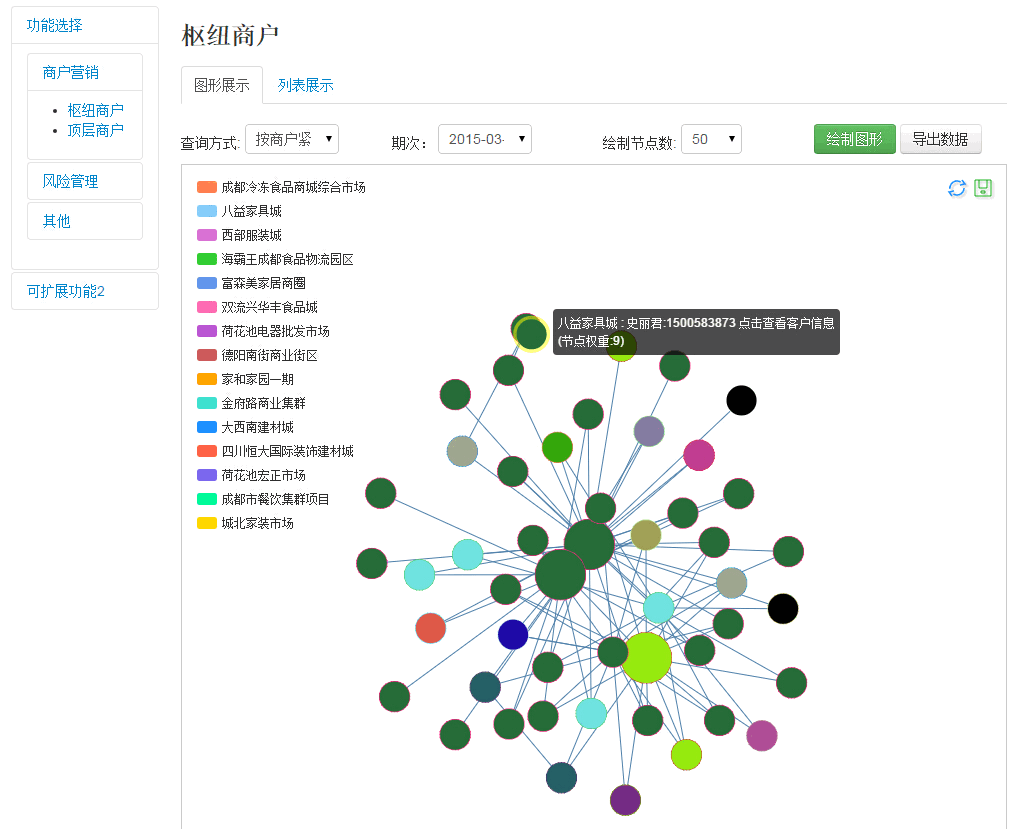 功能选择
商户营销
枢纽商户
顶层商户
风险管理
其他
可扩展功能2
枢纽商户
图形展示 列表展示
查询方式: 按商户紧 期次： 2015-03- 绘制节点数: 50 绘制图形 导出数据
成都冷冻食品商城综合市场
八益家具城
西部服装城
海霸王成都食品物流园区
富森美家居商圈
双流兴华丰食品城
荷花池电器批发市场
德阳南街商业街区
家和家园一期
金府路商业集群
大西南建材城
四川恒大国际装饰建材城
荷花池宏正市场
成都市餐饮集群项目
城北家装市场
八益家具城 : 史丽君:1500583873 点击查看客户信息
(节点权重:9)